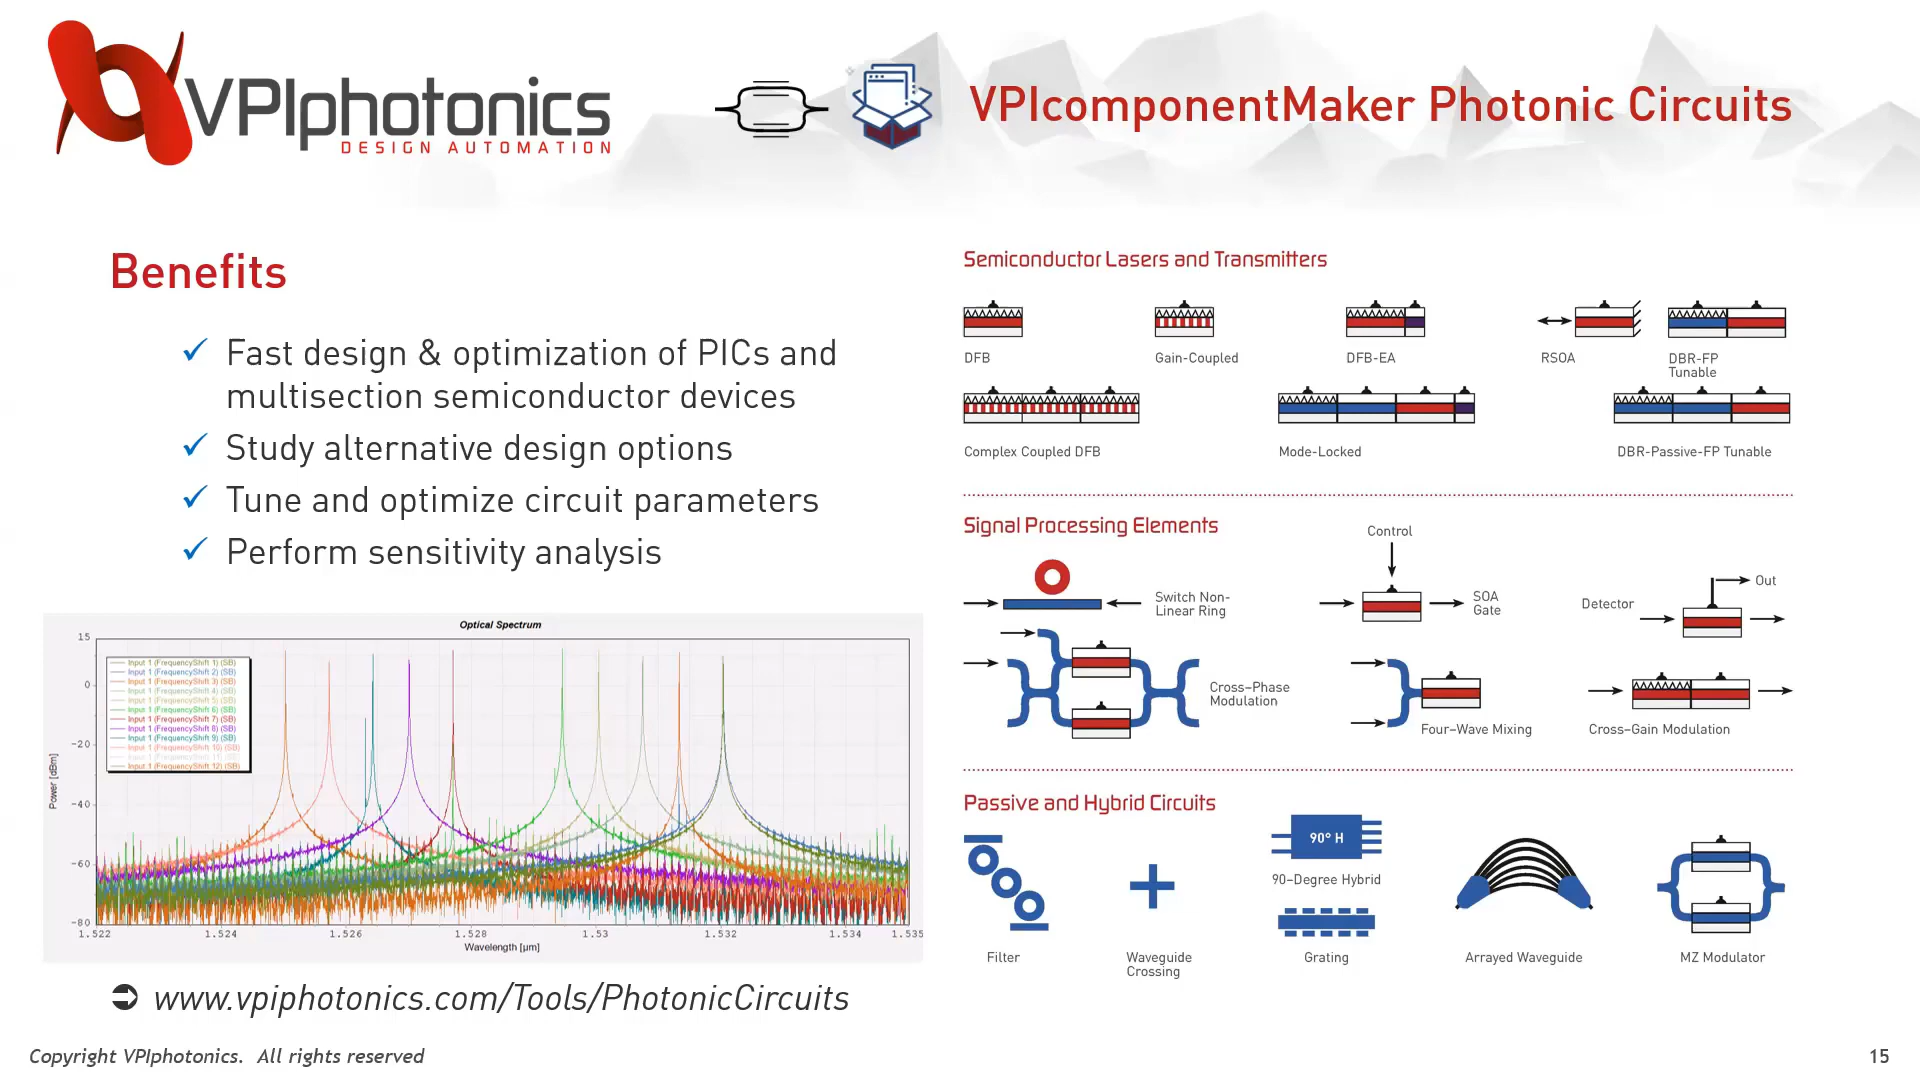 VPIphotonics
DESIGN AUTOMATION
VPIcomponentMaker Photonic Circuits
Benefits
Fast design & optimization of PICs and
multisection semiconductor devices
Study alternative design options
Tune and optimize circuit parameters
Perform sensitivity analysis
Optical Spectrum
15
0
-20
-40
-60
-80
Power [dBm]
Input 1 (FrequencyShift 1) (SB)
Input 1 (FrequencyShift 2) (SB)
Input 1 (FrequencyShift 3) (SB)
Input 1 (FrequencyShift 4) (SB)
Input 1 (FrequencyShift 5) (SB)
Input 1 (FrequencyShift 6) (SB)
Input 1 (FrequencyShift 7) (SB)
Input 1 (FrequencyShift 8) (SB)
Input 1 (FrequencyShift 9) (SB)
Input 1 (FrequencyShift 10) (SB)
Input 1 (FrequencyShift 11) (SB)
Input 1 (FrequencyShift 12) (SB)
1.522 1.524 1.526 1.528 1.53 1.532 1.534 1.535
Wavelength [µm]
www.vpiphotonics.com/Tools/PhotonicCircuits
Semiconductor Lasers and Transmitters
DFB
Gain-Coupled
DFB-EA
RSOA
DBR-FP
Tunable
Complex Coupled DFB
Mode-Locked
DBR-Passive-FP Tunable
Signal Processing Elements
Control
Switch Non-
Linear Ring
SOA
Gate
Detector
Out
Cross-Phase
Modulation
Four-Wave Mixing
Cross-Gain Modulation
Passive and Hybrid Circuits
90° H
90-Degree Hybrid
Filter
Waveguide
Crossing
Grating
Arrayed Waveguide
MZ Modulator
Copyright VPIphotonics. All rights reserved
15